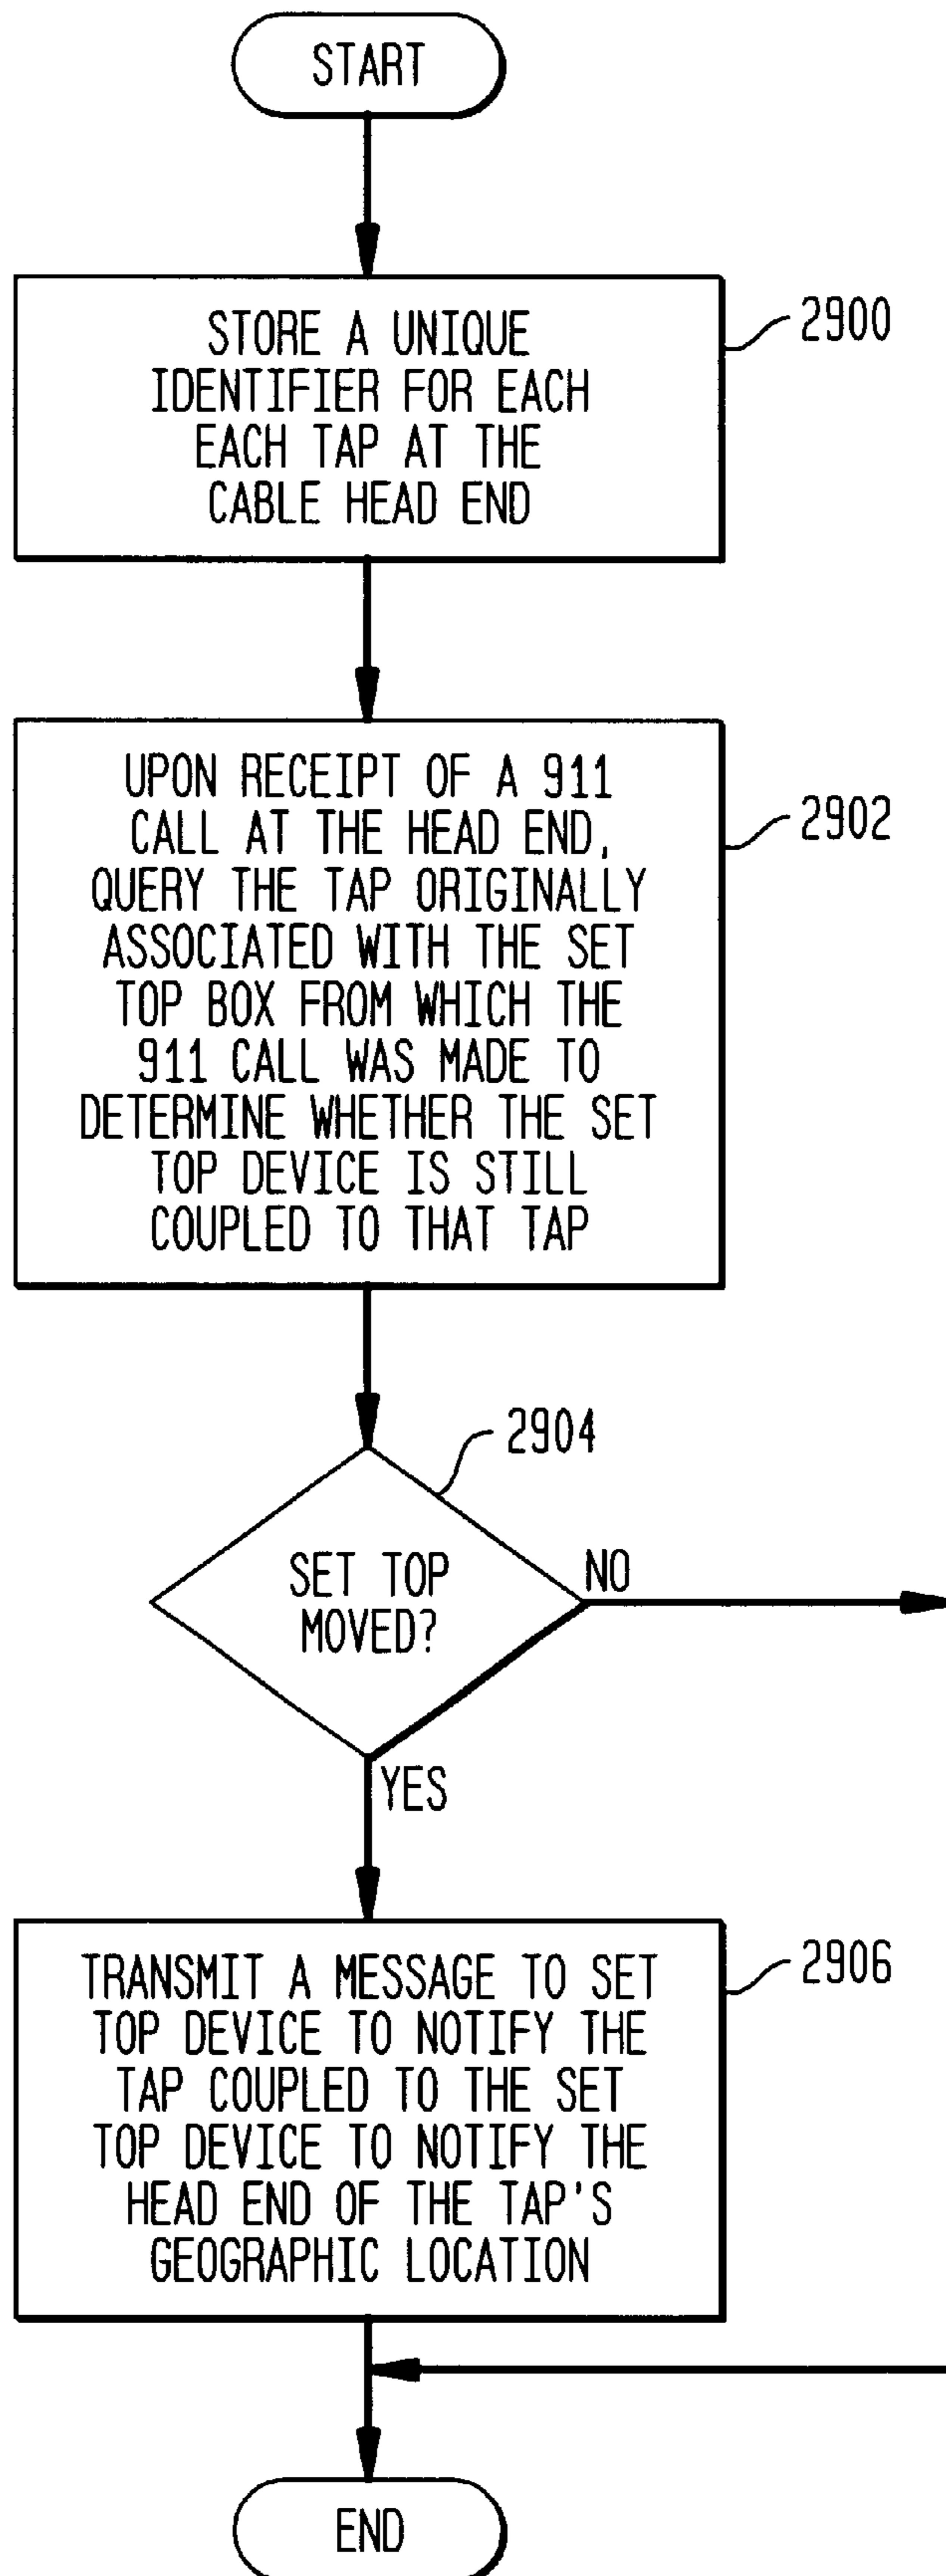 START
STORE A UNIQUE
IDENTIFIER FOR EACH
EACH TAP AT THE
CABLE HEAD END
2900
UPON RECEIPT OF A 911
CALL AT THE HEAD END,
QUERY THE TAP ORIGINALLY
ASSOCIATED WITH THE SET
TOP BOX FROM WHICH THE
911 CALL WAS MADE TO
DETERMINE WHETHER THE SET
TOP DEVICE IS STILL
COUPLED TO THAT TAP
2902
2904
SET TOP
MOVED?
NO
YES
TRANSMIT A MESSAGE TO SET
TOP DEVICE TO NOTIFY THE
TAP COUPLED TO THE SET
TOP DEVICE TO NOTIFY THE
HEAD END OF THE TAP'S
GEOGRAPHIC LOCATION
2906
END